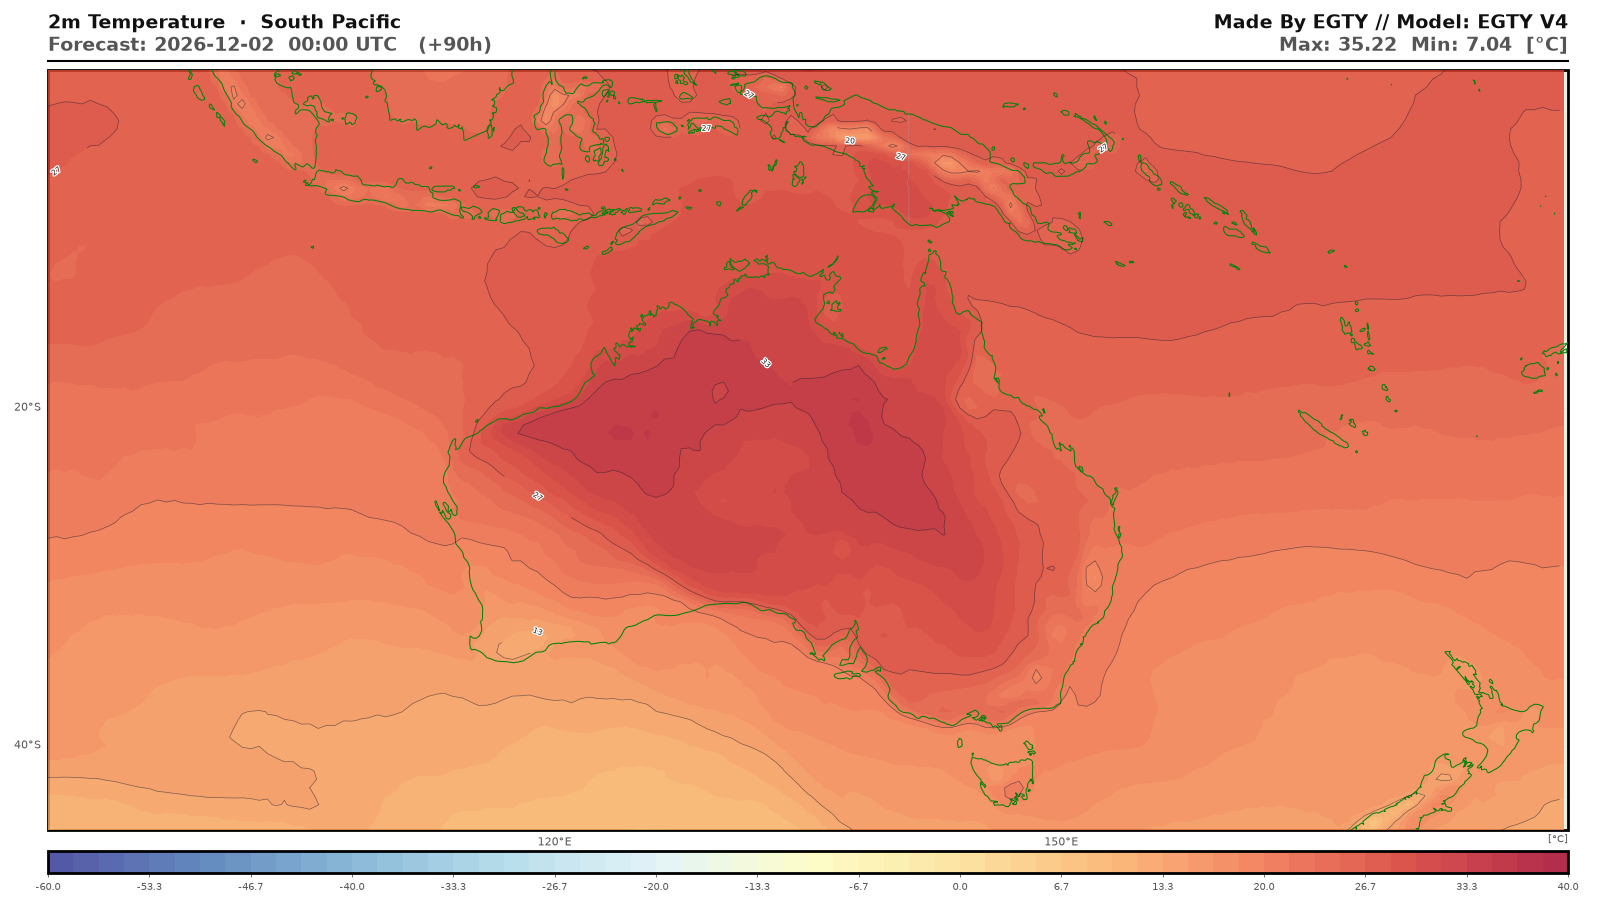 2m Temperature · South Pacific
Made By EGTY // Model: EGTY V4
Forecast: 2026-12-02 00:00 UTC (+90h)
Max: 35.22 Min: 7.04 [°C]
27
27
20
27
27
27
33
20°S
27
13
40°S
120°E
150°E
[°C]
-60.0
-53.3
-46.7
-40.0
-33.3
-26.7
-20.0
-13.3
-6.7
0.0
6.7
13.3
20.0
26.7
33.3
40.0